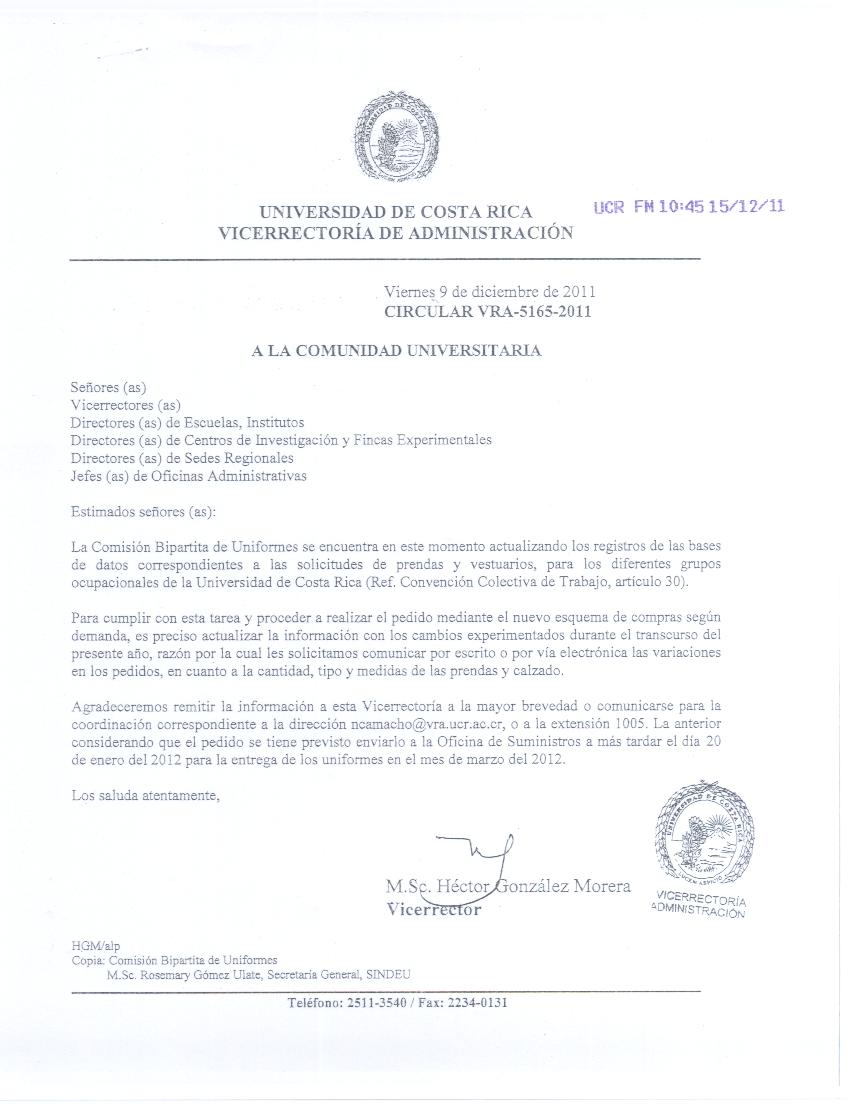 UNIVERSIDAD DE COSTA RICA
LUCEM ASPICIO
UNIVERSIDAD DE COSTA RICA
VICERRECTORÍA DE ADMINISTRACIÓN
UCR FM 10:45 15/12/11
Viernes 9 de diciembre de 2011
CIRCULAR VRA-5165-2011
A LA COMUNIDAD UNIVERSITARIA
Señores (as)
Vicerrectores (as)
Directores (as) de Escuelas, Institutos
Directores (as) de Centros de Investigación y Fincas Experimentales
Directores (as) de Sedes Regionales
Jefes (as) de Oficinas Administrativas
Estimados señores (as):
La Comisión Bipartita de Uniformes se encuentra en este momento actualizando los registros de las bases
de datos correspondientes a las solicitudes de prendas y vestuarios, para los diferentes grupos
ocupacionales de la Universidad de Costa Rica (Ref. Convención Colectiva de Trabajo, artículo 30).
Para cumplir con esta tarea y proceder a realizar el pedido mediante el nuevo esquema de compras según
demanda, es preciso actualizar la información con los cambios experimentados durante el transcurso del
presente año, razón por la cual les solicitamos comunicar por escrito o por vía electrónica las variaciones
en los pedidos, en cuanto a la cantidad, tipo y medidas de las prendas y calzado.
Agradeceremos remitir la información a esta Vicerrectoría a la mayor brevedad o comunicarse para la
coordinación correspondiente a la dirección ncamacho@vra.ucr.ac.cr, o a la extensión 1005. La anterior
considerando que el pedido se tiene previsto enviarlo a la Oficina de Suministros a más tardar el día 20
de enero del 2012 para la entrega de los uniformes en el mes de marzo del 2012.
Los saluda atentamente,
M.Sc. Héctor González Morera
Vicerrector
UNIVERSIDAD DE COSTA RICA
LUCEM ASPICIO
VICERRECTORÍA
ADMINISTRACIÓN
HGM/alp
Copia: Comisión Bipartita de Uniformes
M.Sc. Rosemary Gómez Ulate, Secretaría General, SINDEU
Teléfono: 2511-3540 / Fax: 2234-0131